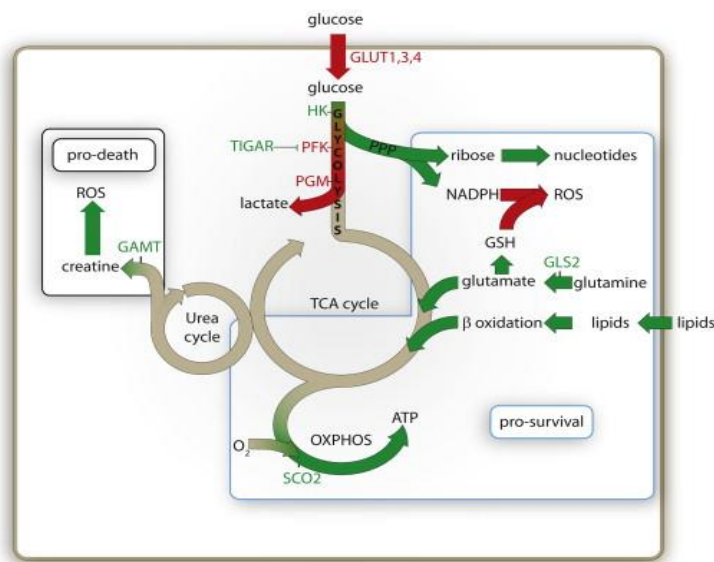 glucose
GLUT1,3,4
glucose
HK
GLYCOLYSIS
TIGAR
PFK
PPP
ribose
nucleotides
pro-death
ROS
PGM
lactate
NADPH
ROS
GSH
GAMT
creatine
GLS2
glutamate
glutamine
Urea
cycle
TCA cycle
β oxidation
lipids
lipids
ATP
pro-survival
O2
OXPHOS
SCO2